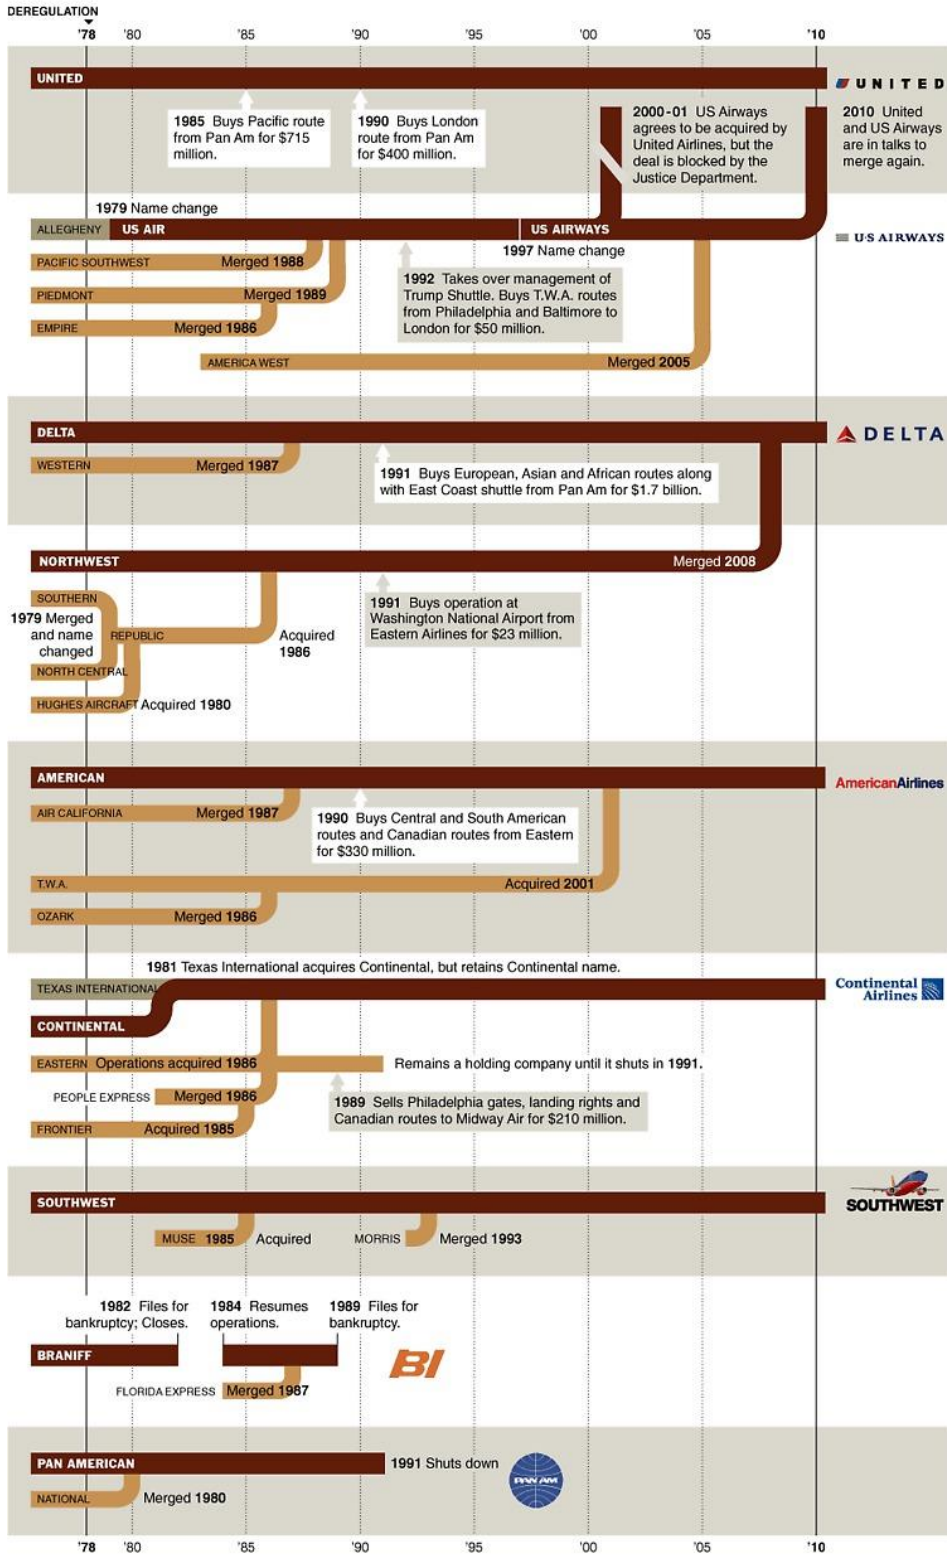 DEREGULATION
'78 '80 '85 '90 '95 '00 '05 '10
UNITED
UNITED
1985 Buys Pacific route
from Pan Am for $715
million.
1990 Buys London
route from Pan Am
for $400 million.
2000-01 US Airways
agrees to be acquired by
United Airlines, but the
deal is blocked by the
Justice Department.
2010 United
and US Airways
are in talks to
merge again.
1979 Name change
ALLEGHENY US AIR US AIRWAYS
U·S AIRWAYS
1997 Name change
PACIFIC SOUTHWEST Merged 1988
PIEDMONT Merged 1989
EMPIRE Merged 1986
1992 Takes over management of
Trump Shuttle. Buys T.W.A. routes
from Philadelphia and Baltimore to
London for $50 million.
AMERICA WEST Merged 2005
DELTA
DELTA
WESTERN Merged 1987
1991 Buys European, Asian and African routes along
with East Coast shuttle from Pan Am for $1.7 billion.
NORTHWEST Merged 2008
SOUTHERN
1979 Merged
and name
changed
REPUBLIC
Acquired
1986
1991 Buys operation at
Washington National Airport from
Eastern Airlines for $23 million.
NORTH CENTRAL
HUGHES AIRCRAFT Acquired 1980
AMERICAN
AmericanAirlines
AIR CALIFORNIA Merged 1987
1990 Buys Central and South American
routes and Canadian routes from Eastern
for $330 million.
T.W.A. Acquired 2001
OZARK Merged 1986
1981 Texas International acquires Continental, but retains Continental name.
TEXAS INTERNATIONAL
Continental
Airlines
CONTINENTAL
EASTERN Operations acquired 1986
Remains a holding company until it shuts in 1991.
PEOPLE EXPRESS Merged 1986
1989 Sells Philadelphia gates, landing rights and
Canadian routes to Midway Air for $210 million.
FRONTIER Acquired 1985
SOUTHWEST
SOUTHWEST
MUSE 1985 Acquired
MORRIS Merged 1993
1982 Files for
bankruptcy; Closes.
1984 Resumes
operations.
1989 Files for
bankruptcy.
BRANIFF
BI
FLORIDA EXPRESS Merged 1987
PAN AMERICAN 1991 Shuts down
PAN AM
NATIONAL Merged 1980
'78 '80 '85 '90 '95 '00 '05 '10